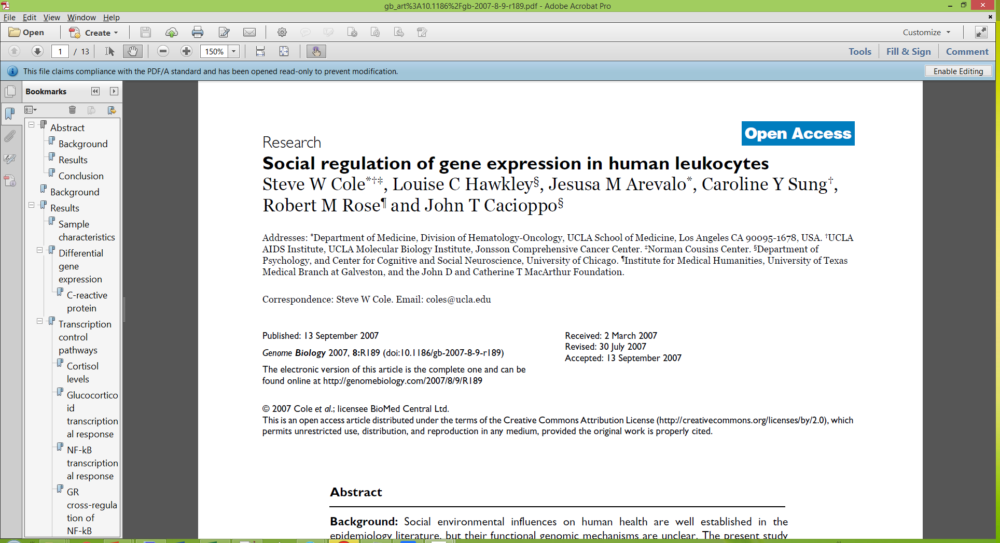 gb_art%3A10.1186%2Fgb-2007-8-9-r189.pdf - Adobe Acrobat Pro
File Edit View Window Help
Open Create Customize
1 / 13 150% Tools Fill & Sign Comment
This file claims compliance with the PDF/A standard and has been opened read-only to prevent modification. Enable Editing
Bookmarks
Abstract
Background
Results
Conclusion
Background
Results
Sample
characteristics
Differential
gene
expression
C-reactive
protein
Transcription
control
pathways
Cortisol
levels
Glucocortico
id
transcription
al response
NF-kB
transcription
al response
GR
cross-regula
tion of
NF-kB
Open Access
Research
Social regulation of gene expression in human leukocytes
Steve W Cole*†‡, Louise C Hawkley§, Jesusa M Arevalo*, Caroline Y Sung†,
Robert M Rose¶ and John T Cacioppo§
Addresses: *Department of Medicine, Division of Hematology-Oncology, UCLA School of Medicine, Los Angeles CA 90095-1678, USA. †UCLA
AIDS Institute, UCLA Molecular Biology Institute, Jonsson Comprehensive Cancer Center. ‡Norman Cousins Center. §Department of
Psychology, and Center for Cognitive and Social Neuroscience, University of Chicago. ¶Institute for Medical Humanities, University of Texas
Medical Branch at Galveston, and the John D and Catherine T MacArthur Foundation.
Correspondence: Steve W Cole. Email: coles@ucla.edu
Published: 13 September 2007
Genome Biology 2007, 8:R189 (doi:10.1186/gb-2007-8-9-r189)
The electronic version of this article is the complete one and can be
found online at http://genomebiology.com/2007/8/9/R189
Received: 2 March 2007
Revised: 30 July 2007
Accepted: 13 September 2007
© 2007 Cole et al.; licensee BioMed Central Ltd.
This is an open access article distributed under the terms of the Creative Commons Attribution License (http://creativecommons.org/licenses/by/2.0), which
permits unrestricted use, distribution, and reproduction in any medium, provided the original work is properly cited.
Abstract
Background: Social environmental influences on human health are well established in the
epidemiology literature, but their functional genomic mechanisms are unclear. The present study